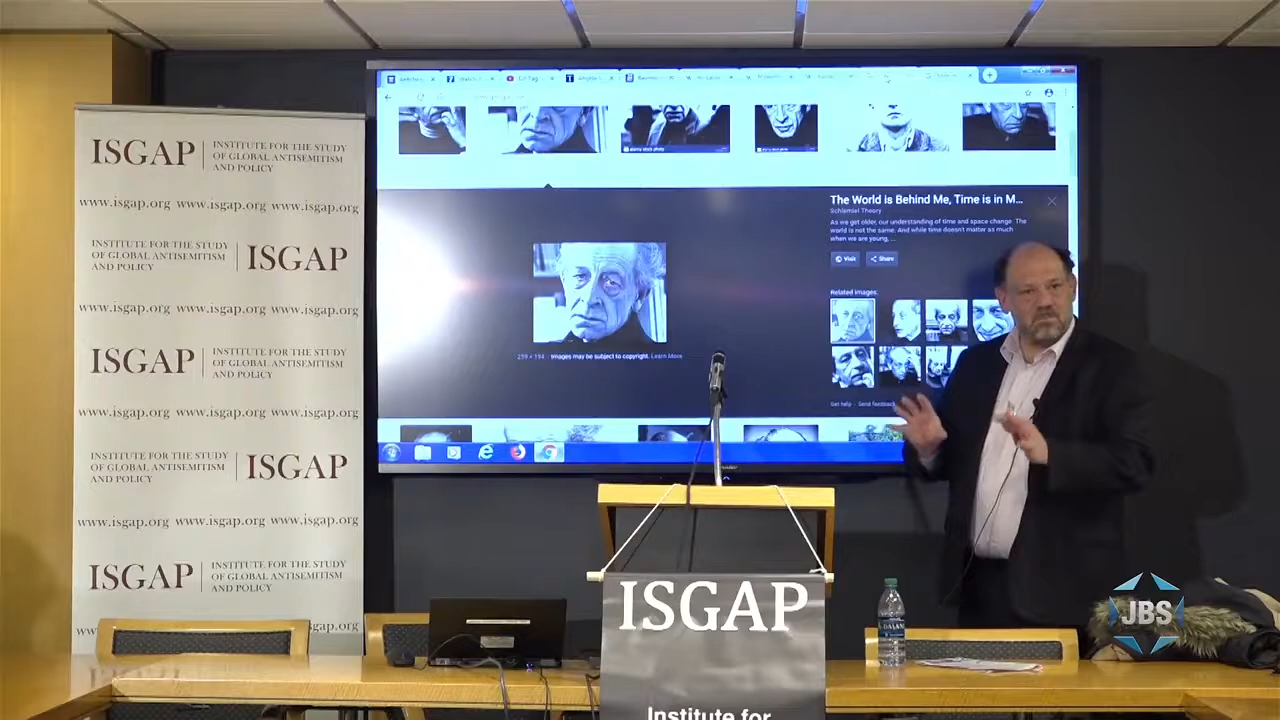 ISGAP
INSTITUTE FOR THE STUDY
OF GLOBAL ANTISEMITISM
AND POLICY
www.isgap.org www.isgap.org www.isgap.org
INSTITUTE FOR THE STUDY
OF GLOBAL ANTISEMITISM
AND POLICY
ISGAP
www.isgap.org www.isgap.org www.isgap.org
ISGAP
INSTITUTE FOR THE STUDY
OF GLOBAL ANTISEMITISM
AND POLICY
www.isgap.org www.isgap.org www.isgap.org
INSTITUTE FOR THE STUDY
OF GLOBAL ANTISEMITISM
AND POLICY
ISGAP
www.isgap.org www.isgap.org www.isgap.org
ISGAP
INSTITUTE FOR THE STUDY
OF GLOBAL ANTISEMITISM
AND POLICY
sgap.org
The World is Behind Me, Time is in M...
Schlemiel Theory
As we get older, our understanding of time and space change. The
world is not the same. And while time doesn't matter as much
when we are young, ...
Visit
Share
Related images:
259 × 194
Images may be subject to copyright. Learn More
Get help - Send feedback
ISGAP
Institute for
JBS